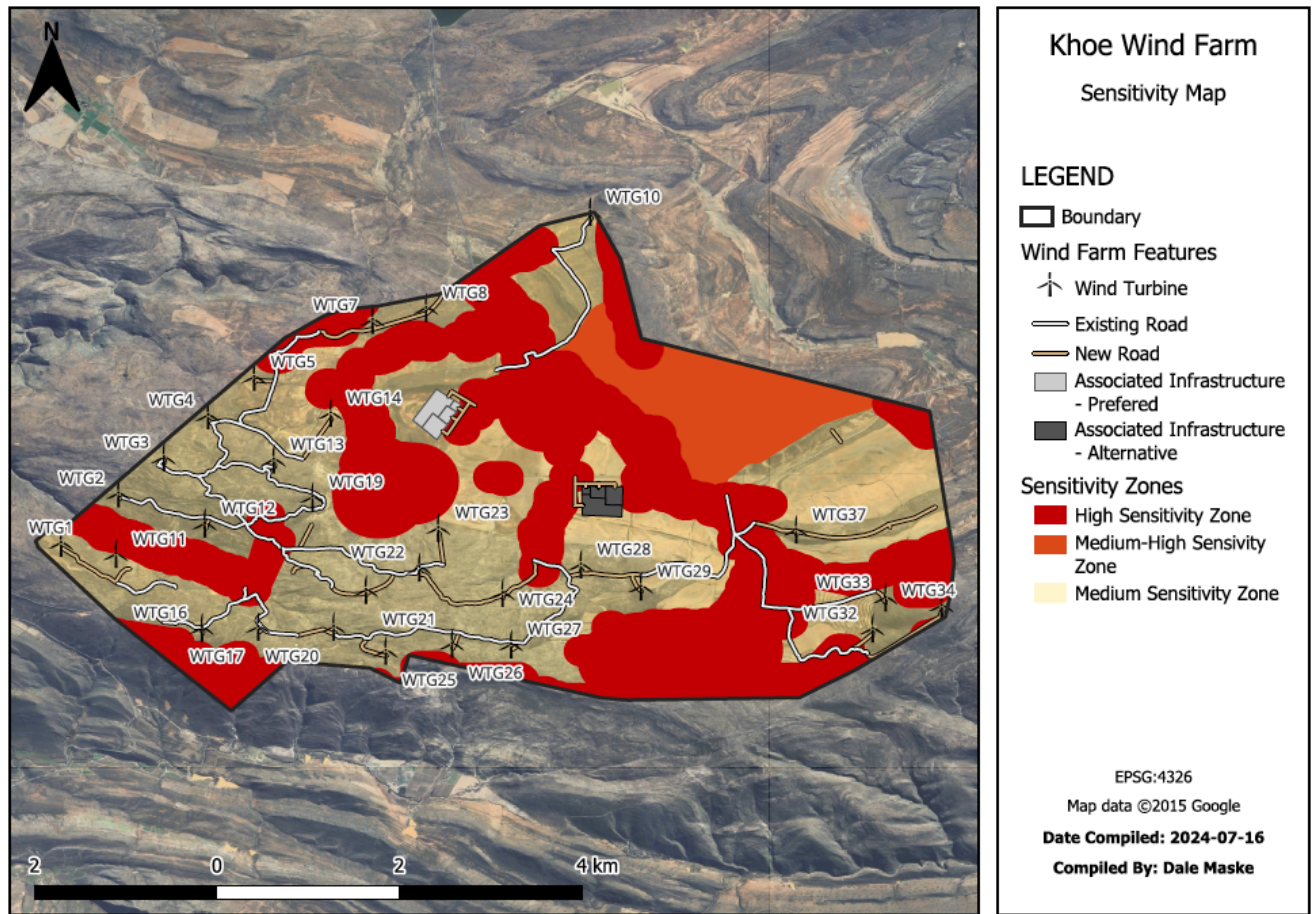 N
WTG10
WTG7
WTG8
WTG5
WTG4
WTG14
WTG3
WTG13
WTG2
WTG19
WTG12
WTG23
WTG1
WTG11
WTG37
WTG22
WTG28
WTG29
WTG33
WTG34
WTG24
WTG32
WTG16
WTG21
WTG27
WTG17
WTG20
WTG25
WTG26
2 0 2 4 km
Khoe Wind Farm
Sensitivity Map
LEGEND
Boundary
Wind Farm Features
Wind Turbine
Existing Road
New Road
Associated Infrastructure
- Prefered
Associated Infrastructure
- Alternative
Sensitivity Zones
High Sensitivity Zone
Medium-High Sensivity
Zone
Medium Sensitivity Zone
EPSG:4326
Map data ©2015 Google
Date Compiled: 2024-07-16
Compiled By: Dale Maske